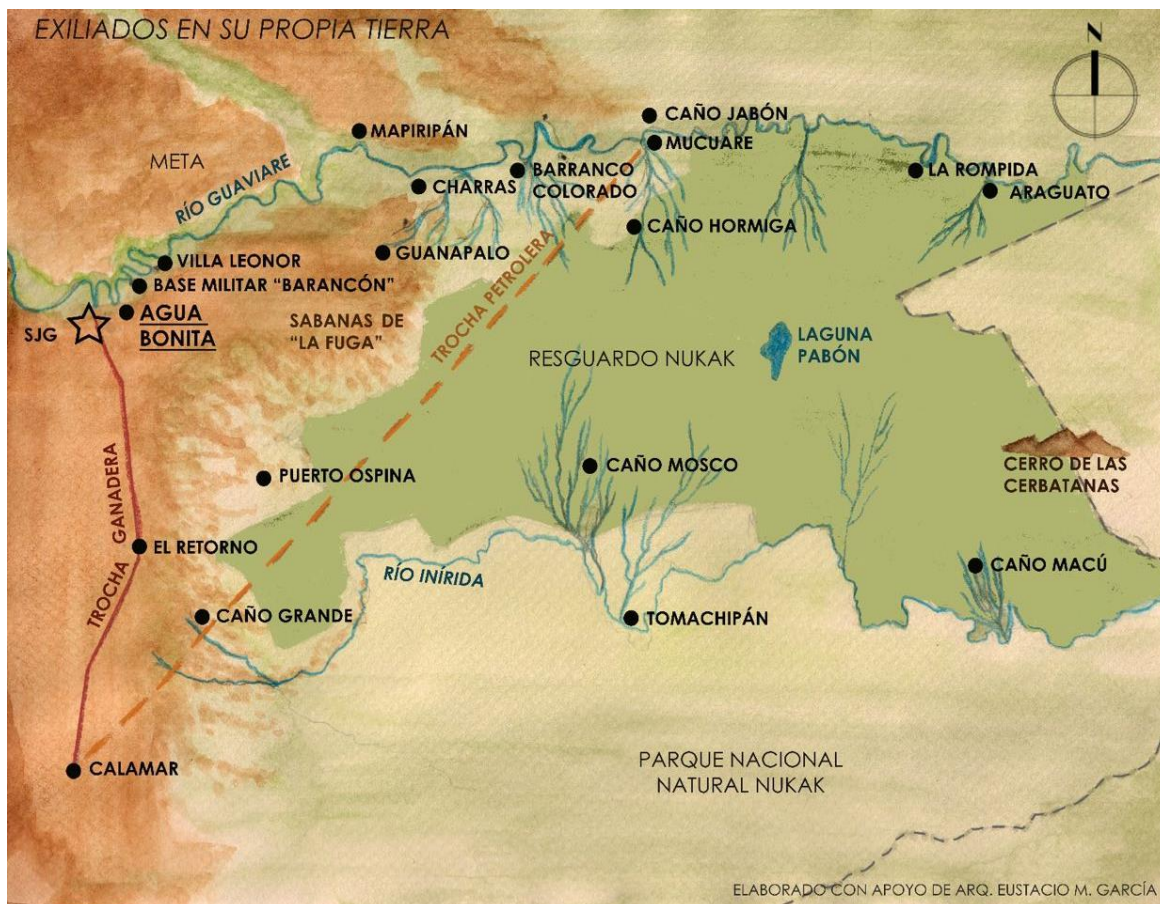 EXILIADOS EN SU PROPIA TIERRA
N
CAÑO JABÓN
MAPIRIPÁN
MUCUARE
META
BARRANCO
COLORADO
LA ROMPIDA
CHARRAS
ARAGUATO
RÍO GUAVIARE
CAÑO HORMIGA
GUANAPALO
VILLA LEONOR
BASE MILITAR “BARANCÓN”
AGUA
BONITA
SJG
SABANAS DE
“LA FUGA”
TROCHA PETROLERA
RESGUARDO NUKAK
LAGUNA
PABÓN
PUERTO OSPINA
CAÑO MOSCO
CERRO DE LAS
CERBATANAS
TROCHA GANADERA
EL RETORNO
RÍO INÍRIDA
CAÑO MACÚ
CAÑO GRANDE
TOMACHIPÁN
CALAMAR
PARQUE NACIONAL
NATURAL NUKAK
ELABORADO CON APOYO DE ARQ. EUSTACIO M. GARCÍA